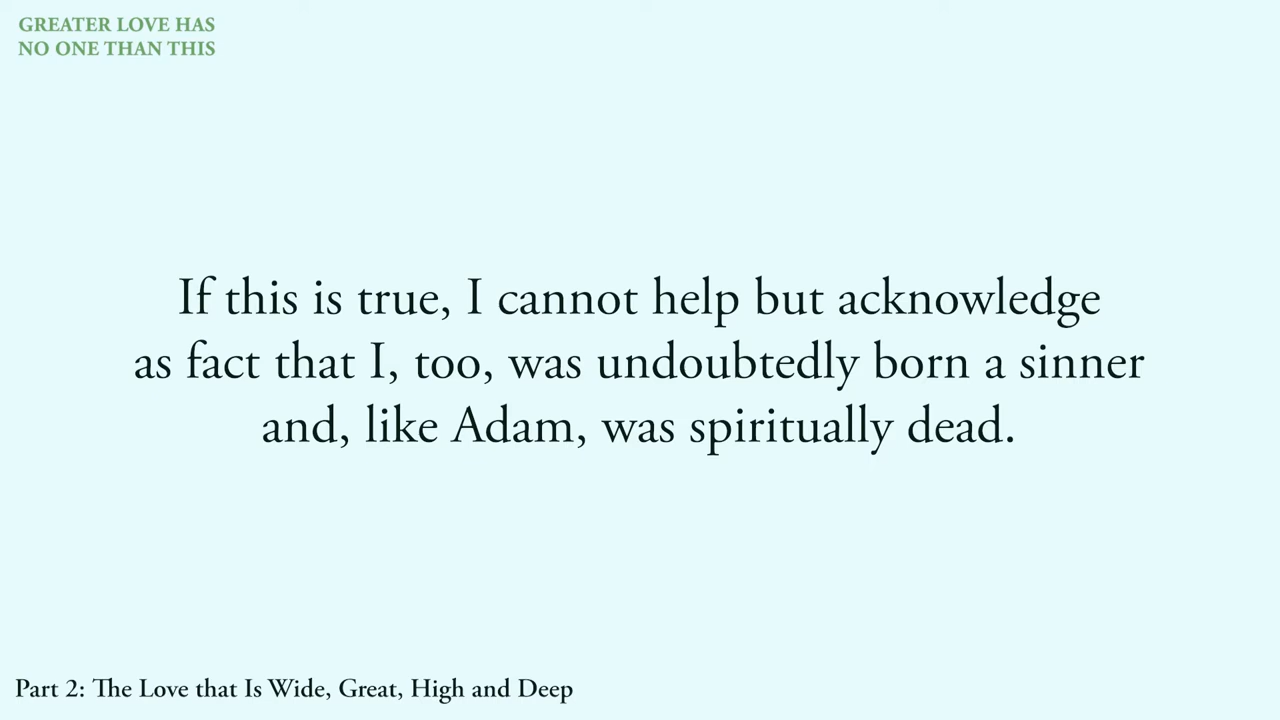 GREATER LOVE HAS
NO ONE THAN THIS
If this is true, I cannot help but acknowledge
as fact that I, too, was undoubtedly born a sinner
and, like Adam, was spiritually dead.
Part 2: The Love that Is Wide, Great, High and Deep